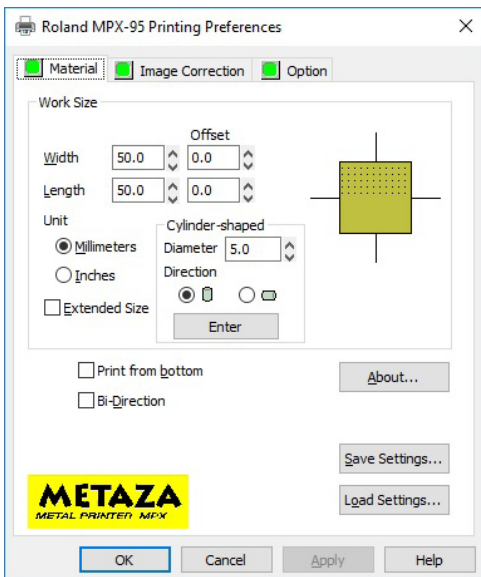 Roland MPX-95 Printing Preferences
Material Image Correction Option
Work Size
Offset
Width 50.0 0.0
Length 50.0 0.0
Unit
Millimeters
Inches
Extended Size
Cylinder-shaped
Diameter 5.0
Direction
Enter
Print from bottom
Bi-Direction
About...
Save Settings...
Load Settings...
METAZA
METAL PRINTER MPX
OK Cancel Apply Help